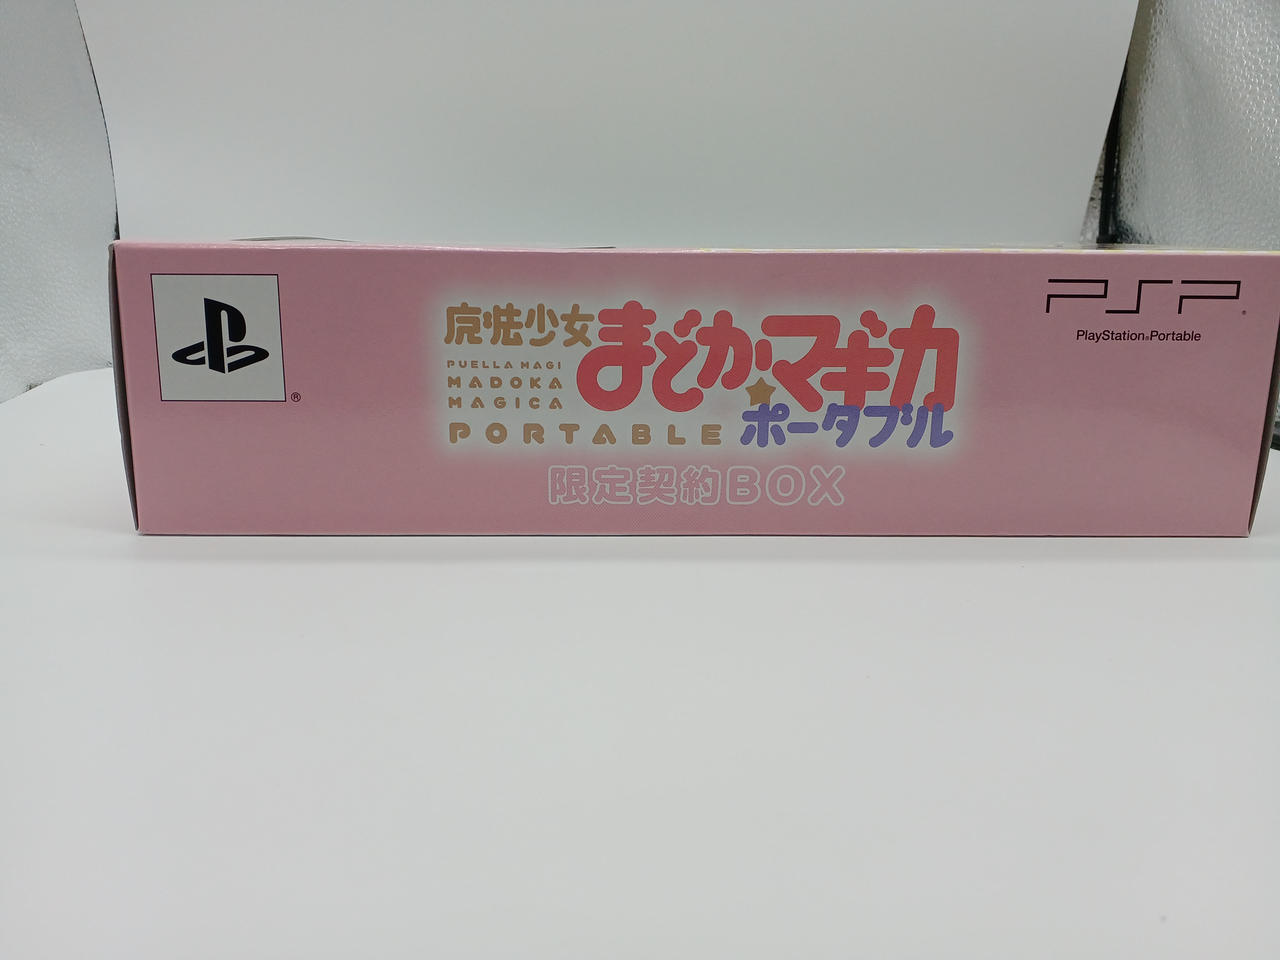 魔法少女
まどか★マギカ
PUELLA MAGI
MADOKA
MAGICA
PORTABLE ポータブル
限定契約BOX
®
PSP
PlayStation®Portable